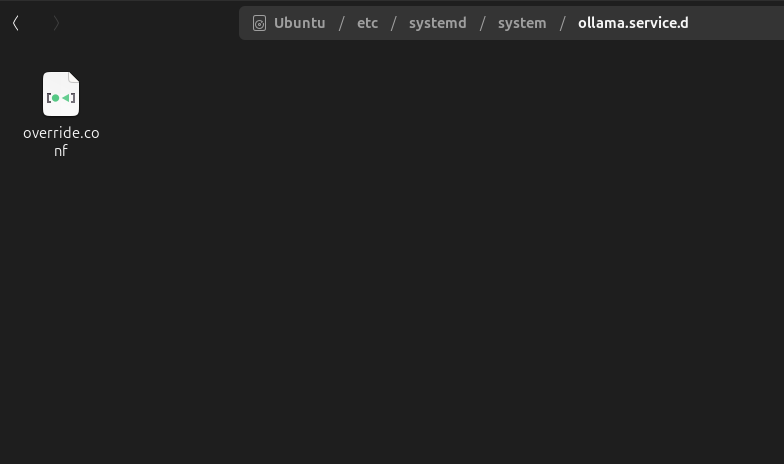 Ubuntu / etc / systemd / system / ollama.service.d
override.co
nf